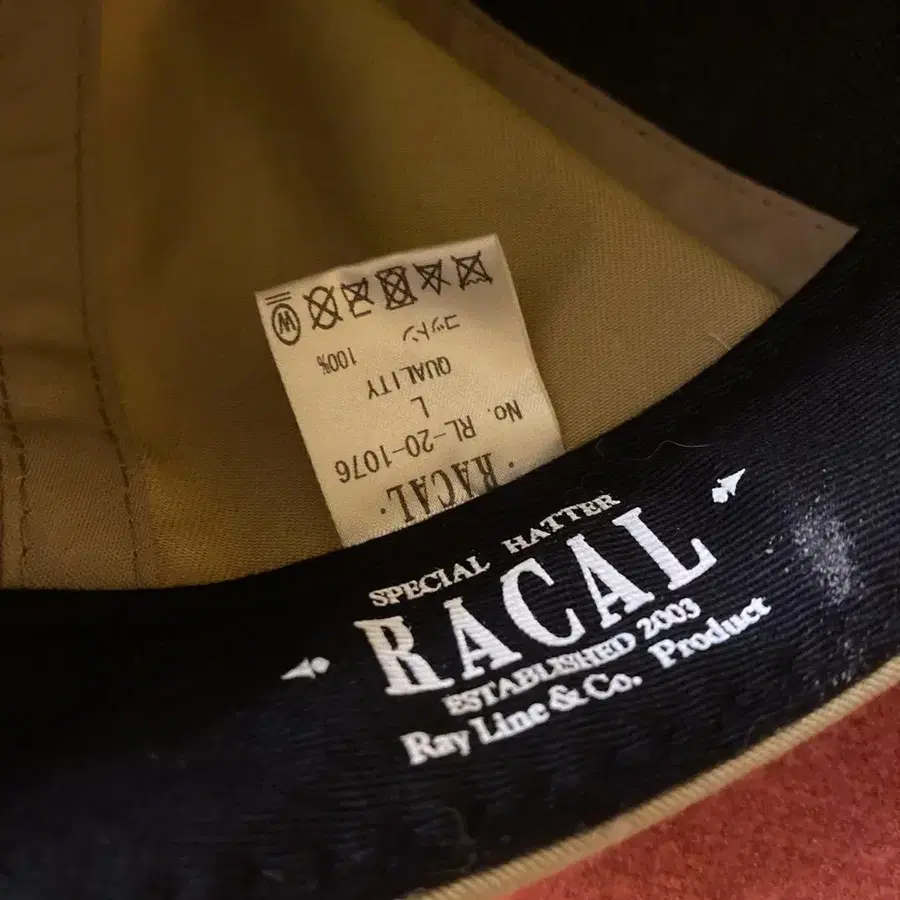 ·RACAL·
No. RL-20-1076
L
QUALITY
コットン 100%
W
SPECIAL HATTER
RACAL
ESTABLISHED 2003
Ray Line & Co. Product